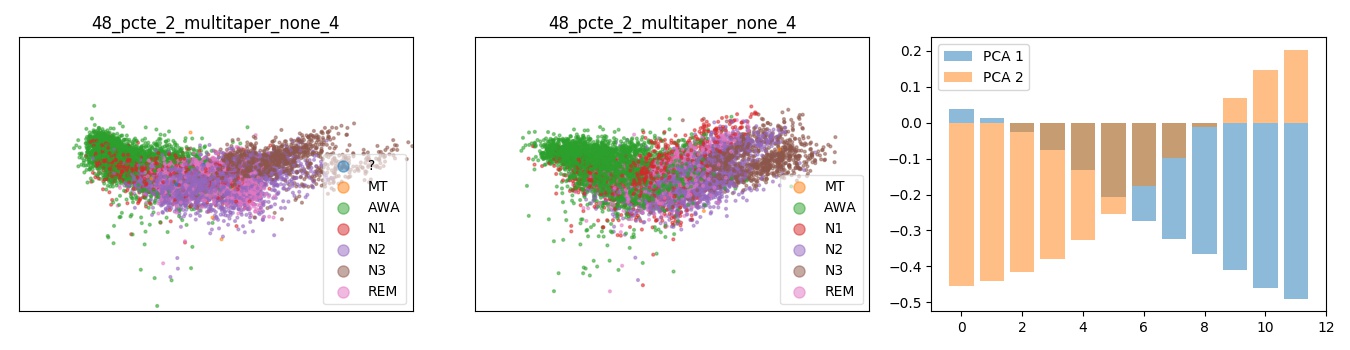 48_pcte_2_multitaper_none_4
?
MT
AWA
N1
N2
N3
REM
48_pcte_2_multitaper_none_4
MT
AWA
N1
N2
N3
REM
PCA 1
PCA 2
0.2
0.1
0.0
−0.1
−0.2
−0.3
−0.4
−0.5
0 2 4 6 8 10 12